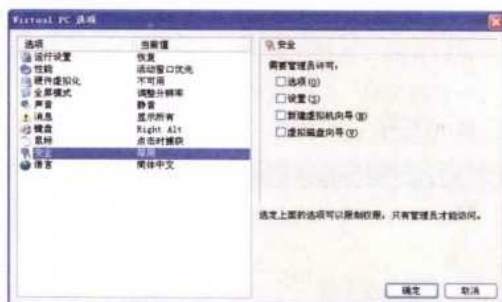 Virtual PC 选项
选项 当前值
运行设置 恢复
性能 活动窗口优先
硬件虚拟化 不可用
全屏模式 调整分辨率
声音 静音
消息 显示所有
键盘 Right Alt
鼠标 点击时捕获
安全
语言 简体中文
安全
需要管理员许可:
选项(O)
设置(S)
新建虚拟机向导(N)
虚拟磁盘向导(V)
选定上面的选项可以限制权限，只有管理员才能访问。
确定 取消